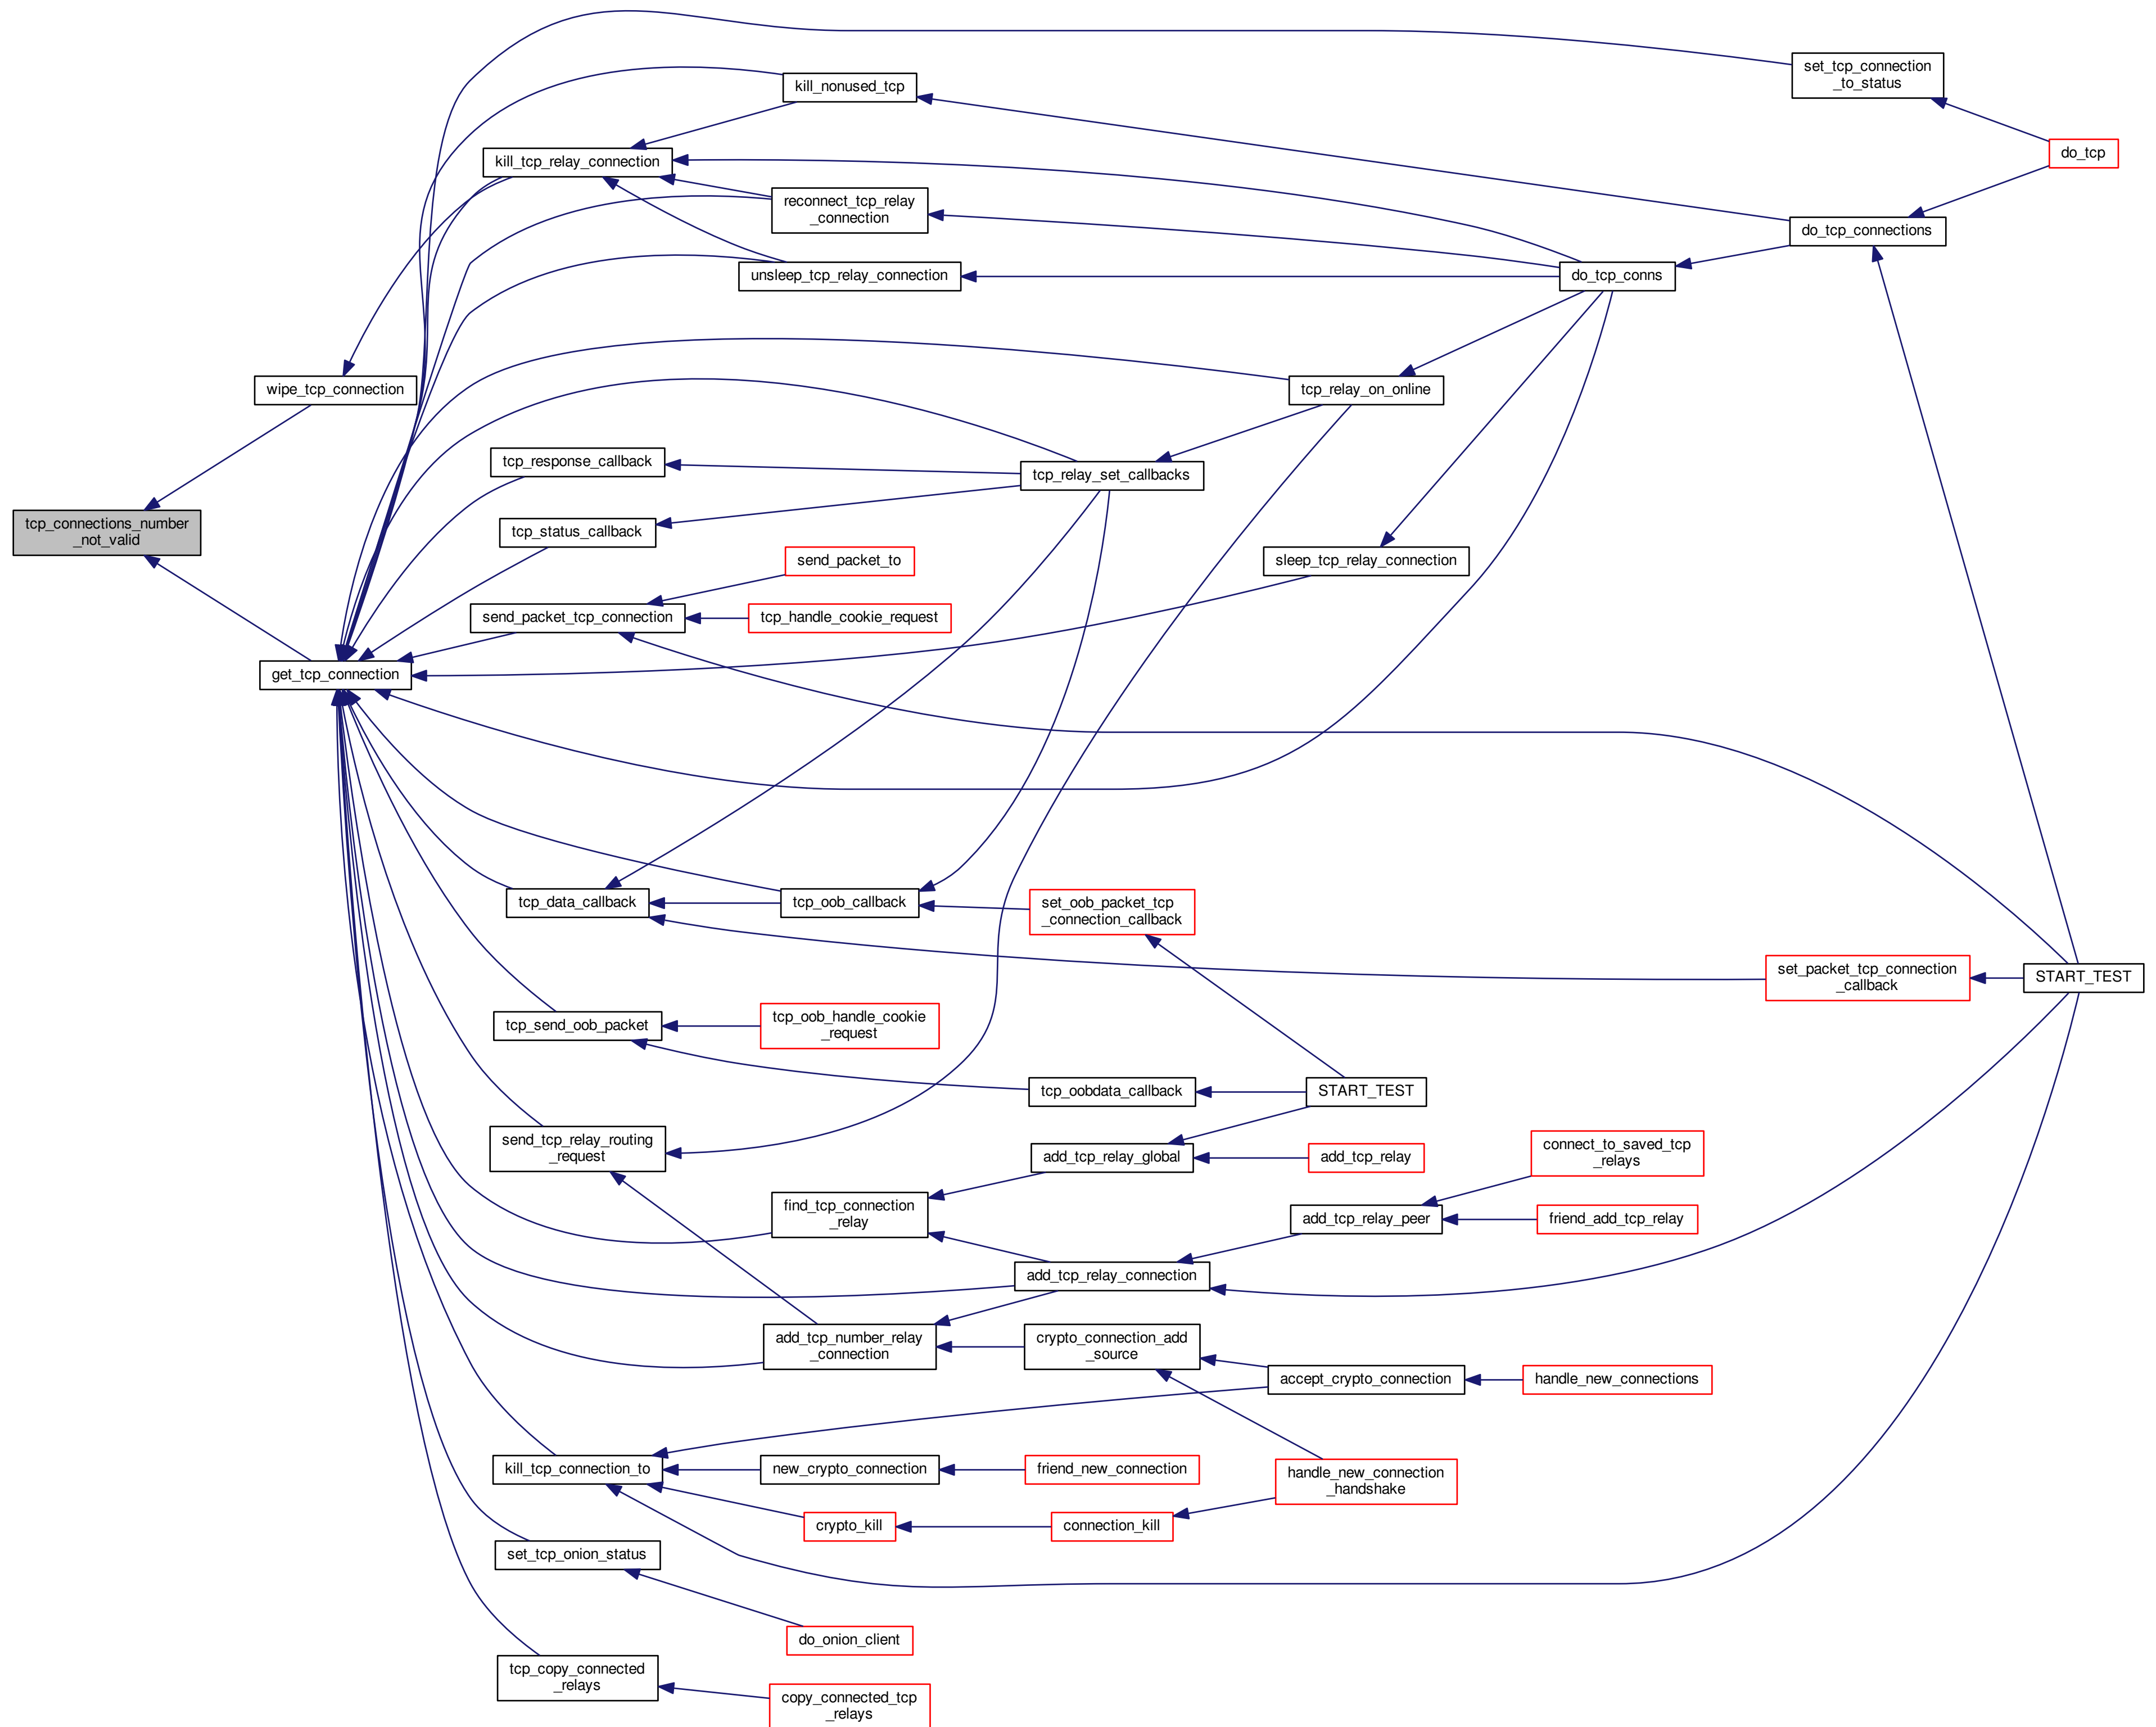 set_tcp_connection
_to_status
kill_nonused_tcp
do_tcp
kill_tcp_relay_connection
reconnect_tcp_relay
_connection
do_tcp_connections
unsleep_tcp_relay_connection
do_tcp_conns
wipe_tcp_connection
tcp_relay_on_online
tcp_response_callback
tcp_relay_set_callbacks
tcp_connections_number
_not_valid
tcp_status_callback
send_packet_to
sleep_tcp_relay_connection
send_packet_tcp_connection
tcp_handle_cookie_request
get_tcp_connection
tcp_data_callback
tcp_oob_callback
set_oob_packet_tcp
_connection_callback
set_packet_tcp_connection
_callback
START_TEST
tcp_send_oob_packet
tcp_oob_handle_cookie
_request
tcp_oobdata_callback
START_TEST
send_tcp_relay_routing
_request
add_tcp_relay_global
add_tcp_relay
connect_to_saved_tcp
_relays
find_tcp_connection
_relay
add_tcp_relay_peer
friend_add_tcp_relay
add_tcp_relay_connection
add_tcp_number_relay
_connection
crypto_connection_add
_source
accept_crypto_connection
handle_new_connections
kill_tcp_connection_to
new_crypto_connection
friend_new_connection
handle_new_connection
_handshake
crypto_kill
connection_kill
set_tcp_onion_status
do_onion_client
tcp_copy_connected
_relays
copy_connected_tcp
_relays